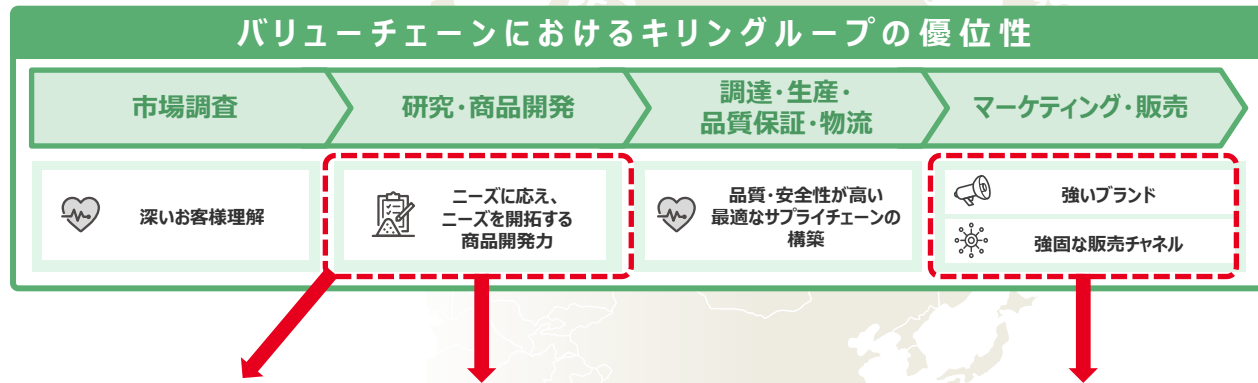 バリューチェーンにおけるキリングループの優位性
市場調査
研究・商品開発
調達・生産・
品質保証・物流
マーケティング・販売
深いお客様理解
ニーズに応え、
ニーズを開拓する
商品開発力
品質・安全性が高い
最適なサプライチェーンの
構築
強いブランド
強固な販売チャネル